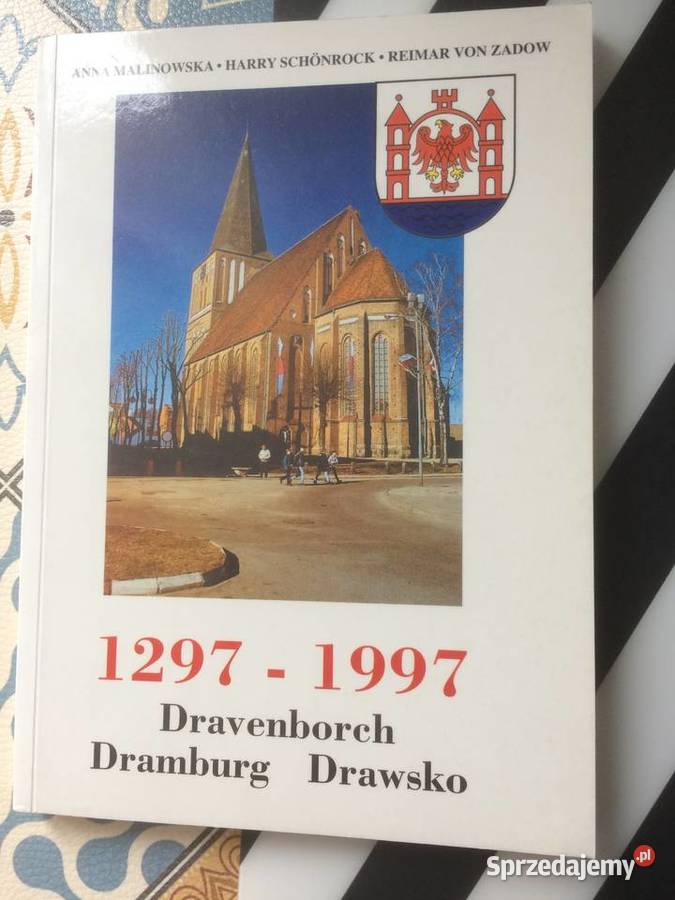 ANNA MALINOWSKA • HARRY SCHÖNROCK • REIMAR VON ZADOW
1297 - 1997
Dravenborch
Dramburg Drawsko
Sprzedajemy.pl